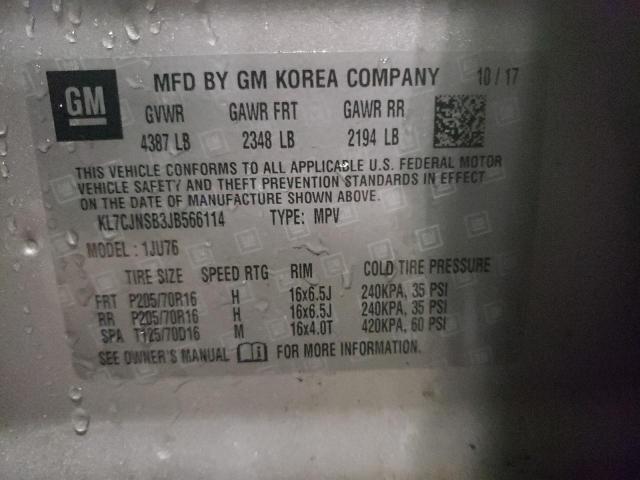 GM
MFD BY GM KOREA COMPANY 10/17
GVWR GAWR FRT GAWR RR
4387 LB 2348 LB 2194 LB
THIS VEHICLE CONFORMS TO ALL APPLICABLE U.S. FEDERAL MOTOR
VEHICLE SAFETY AND THEFT PREVENTION STANDARDS IN EFFECT
ON THE DATE OF MANUFACTURE SHOWN ABOVE.
KL7CJNSB3JB566114 TYPE: MPV
MODEL: 1JU76
TIRE SIZE SPEED RTG RIM COLD TIRE PRESSURE
FRT P205/70R16 H 16x6.5J 240KPA, 35 PSI
RR P205/70R16 H 16x6.5J 240KPA, 35 PSI
SPA T125/70D16 M 16x4.0T 420KPA, 60 PSI
SEE OWNER'S MANUAL FOR MORE INFORMATION.